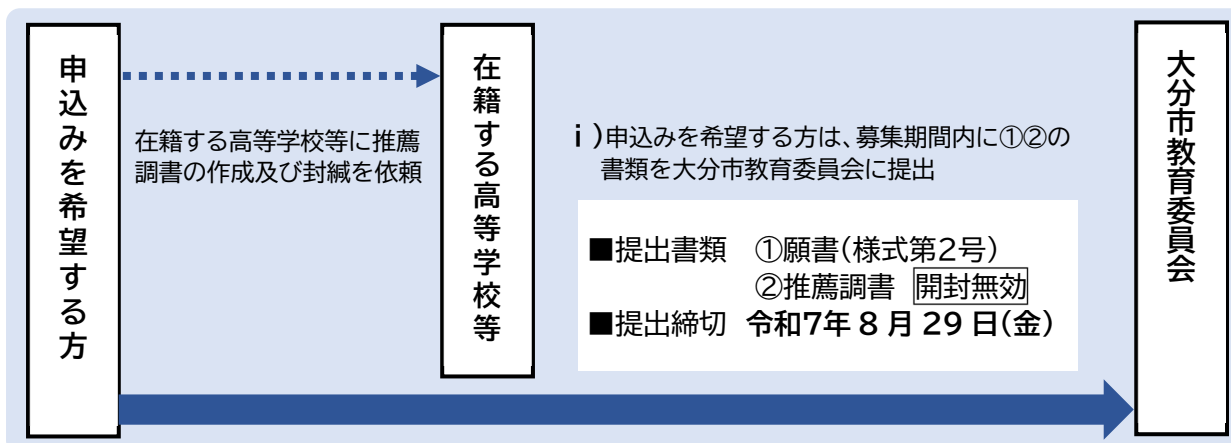 申込みを希望する方
在籍する高等学校等に推薦
調書の作成及び封緘を依頼
在籍する高等学校等
ⅰ)申込みを希望する方は、募集期間内に①②の
書類を大分市教育委員会に提出
■提出書類 ①願書(様式第2号)
②推薦調書 開封無効
■提出締切 令和7年8月29日(金)
大分市教育委員会